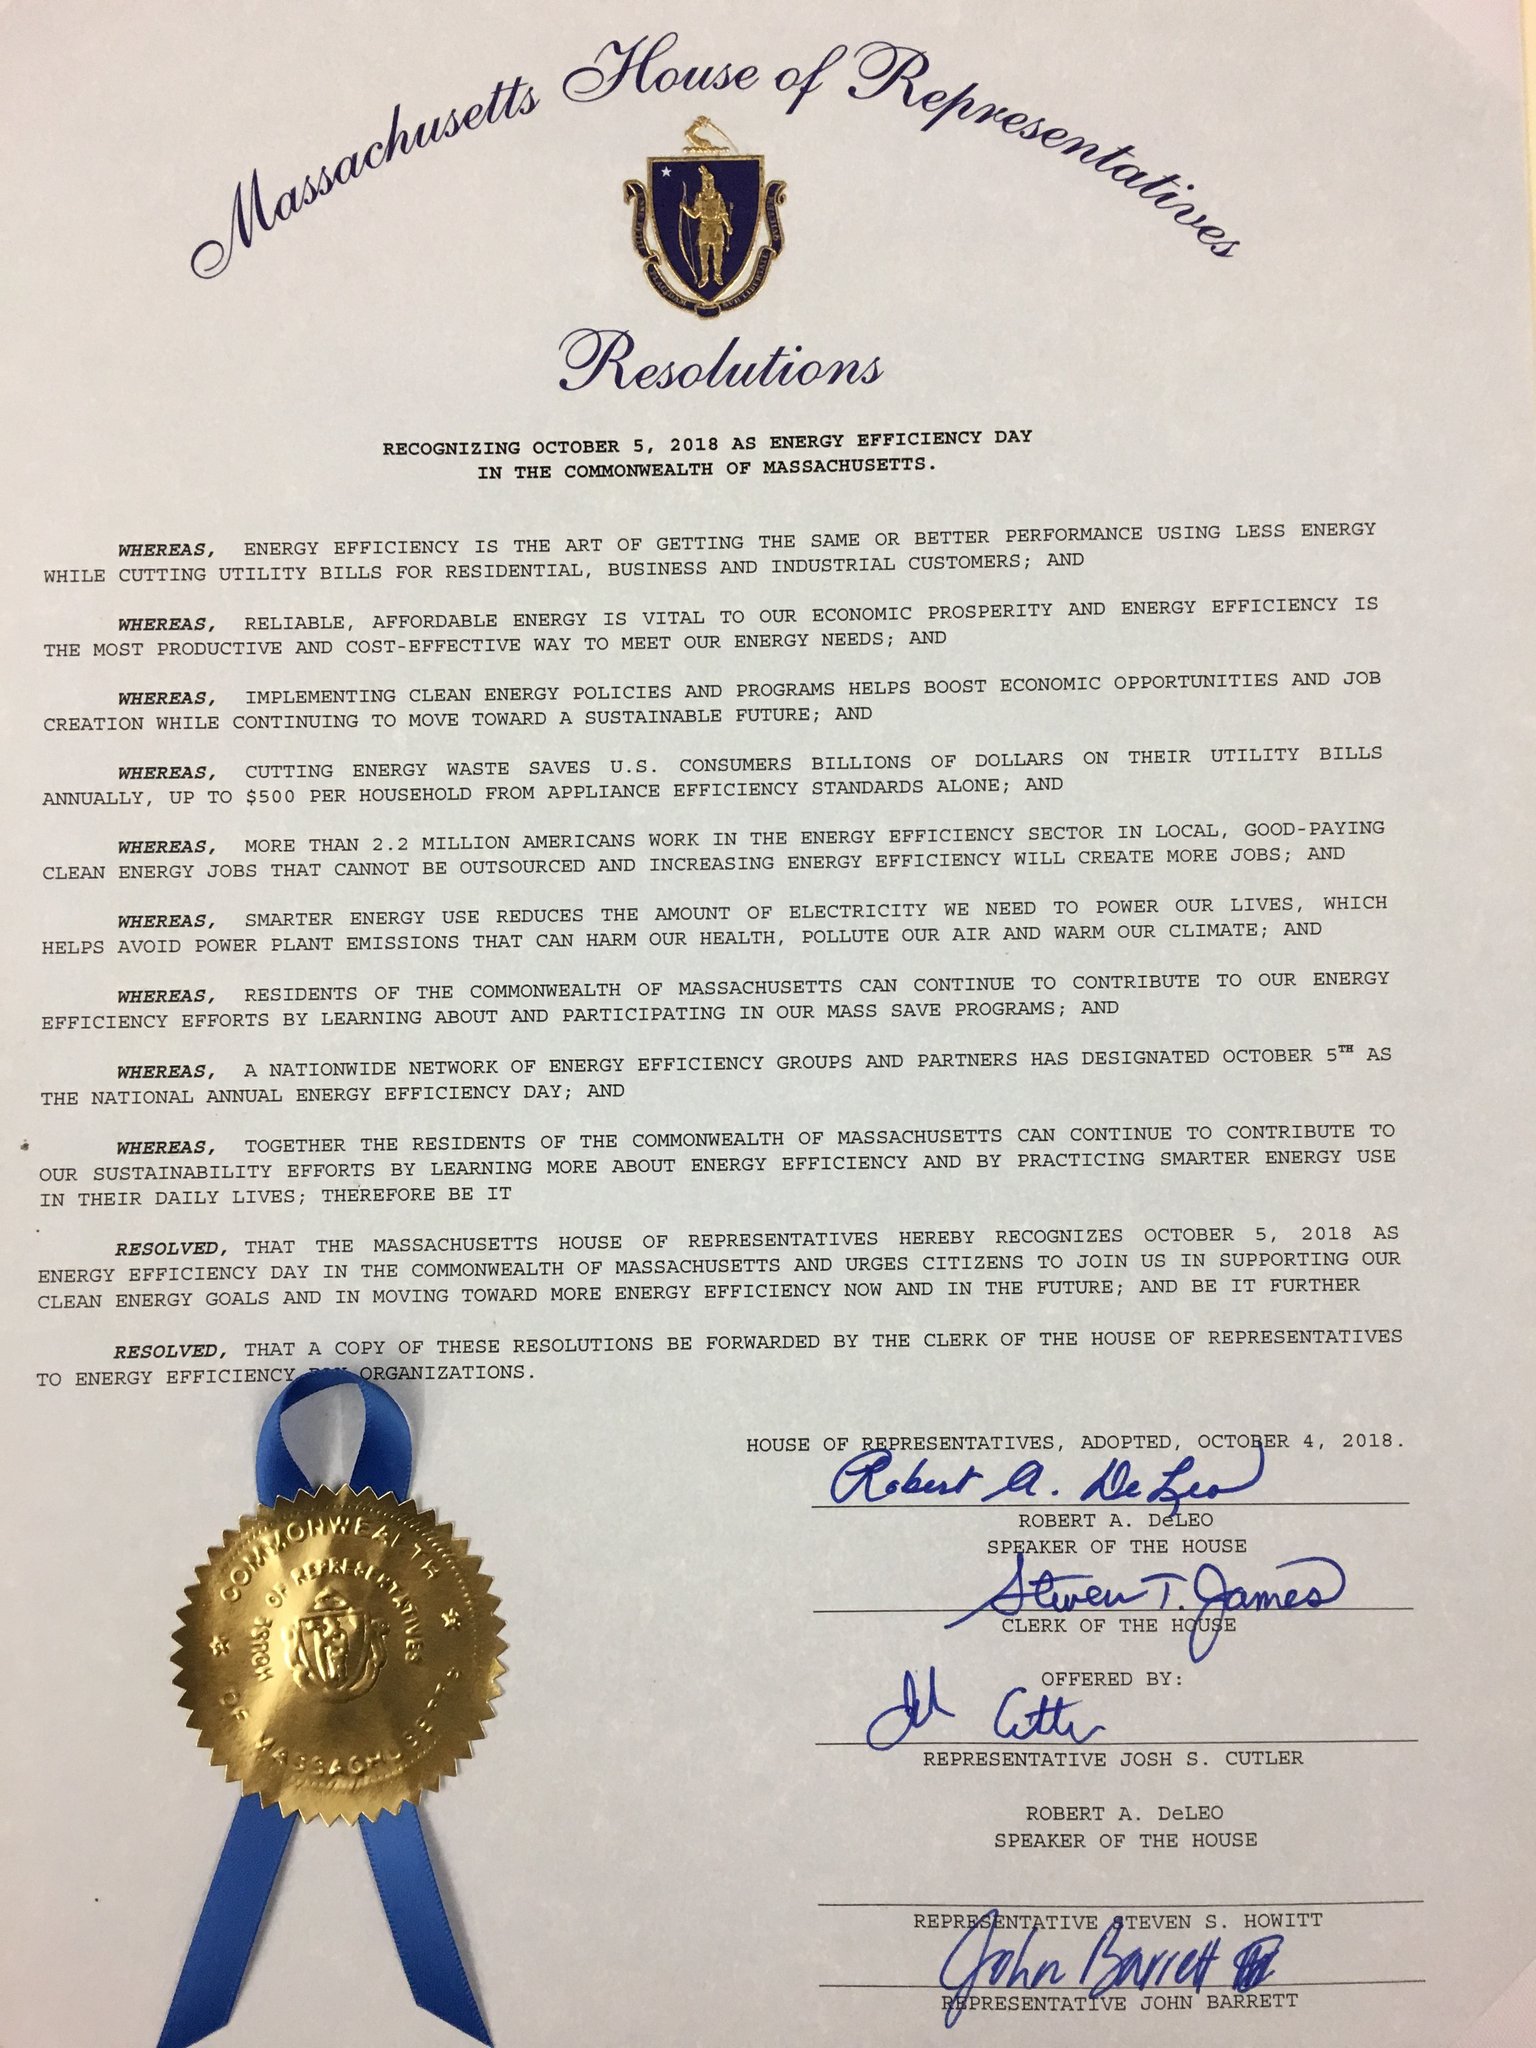 Massachusetts House of Representatives
Resolutions
RECOGNIZING OCTOBER 5, 2018 AS ENERGY EFFICIENCY DAY
IN THE COMMONWEALTH OF MASSACHUSETTS.
WHEREAS, ENERGY EFFICIENCY IS THE ART OF GETTING THE SAME OR BETTER PERFORMANCE USING LESS ENERGY
WHILE CUTTING UTILITY BILLS FOR RESIDENTIAL, BUSINESS AND INDUSTRIAL CUSTOMERS; AND
WHEREAS, RELIABLE, AFFORDABLE ENERGY IS VITAL TO OUR ECONOMIC PROSPERITY AND ENERGY EFFICIENCY IS
THE MOST PRODUCTIVE AND COST-EFFECTIVE WAY TO MEET OUR ENERGY NEEDS; AND
WHEREAS, IMPLEMENTING CLEAN ENERGY POLICIES AND PROGRAMS HELPS BOOST ECONOMIC OPPORTUNITIES AND JOB
CREATION WHILE CONTINUING TO MOVE TOWARD A SUSTAINABLE FUTURE; AND
WHEREAS, CUTTING ENERGY WASTE SAVES U.S. CONSUMERS BILLIONS OF DOLLARS ON THEIR UTILITY BILLS
ANNUALLY, UP TO $500 PER HOUSEHOLD FROM APPLIANCE EFFICIENCY STANDARDS ALONE; AND
WHEREAS, MORE THAN 2.2 MILLION AMERICANS WORK IN THE ENERGY EFFICIENCY SECTOR IN LOCAL, GOOD-PAYING
CLEAN ENERGY JOBS THAT CANNOT BE OUTSOURCED AND INCREASING ENERGY EFFICIENCY WILL CREATE MORE JOBS; AND
WHEREAS, SMARTER ENERGY USE REDUCES THE AMOUNT OF ELECTRICITY WE NEED TO POWER OUR LIVES, WHICH
HELPS AVOID POWER PLANT EMISSIONS THAT CAN HARM OUR HEALTH, POLLUTE OUR AIR AND WARM OUR CLIMATE; AND
WHEREAS, RESIDENTS OF THE COMMONWEALTH OF MASSACHUSETTS CAN CONTINUE TO CONTRIBUTE TO OUR ENERGY
EFFICIENCY EFFORTS BY LEARNING ABOUT AND PARTICIPATING IN OUR MASS SAVE PROGRAMS; AND
WHEREAS, A NATIONWIDE NETWORK OF ENERGY EFFICIENCY GROUPS AND PARTNERS HAS DESIGNATED OCTOBER 5TH AS
THE NATIONAL ANNUAL ENERGY EFFICIENCY DAY; AND
WHEREAS, TOGETHER THE RESIDENTS OF THE COMMONWEALTH OF MASSACHUSETTS CAN CONTINUE TO CONTRIBUTE TO
OUR SUSTAINABILITY EFFORTS BY LEARNING MORE ABOUT ENERGY EFFICIENCY AND BY PRACTICING SMARTER ENERGY USE
IN THEIR DAILY LIVES; THEREFORE BE IT
RESOLVED, THAT THE MASSACHUSETTS HOUSE OF REPRESENTATIVES HEREBY RECOGNIZES OCTOBER 5, 2018 AS
ENERGY EFFICIENCY DAY IN THE COMMONWEALTH OF MASSACHUSETTS AND URGES CITIZENS TO JOIN US IN SUPPORTING OUR
CLEAN ENERGY GOALS AND IN MOVING TOWARD MORE ENERGY EFFICIENCY NOW AND IN THE FUTURE; AND BE IT FURTHER
RESOLVED, THAT A COPY OF THESE RESOLUTIONS BE FORWARDED BY THE CLERK OF THE HOUSE OF REPRESENTATIVES
TO ENERGY EFFICIENCY DAY ORGANIZATIONS.
HOUSE OF REPRESENTATIVES, ADOPTED, OCTOBER 4, 2018.
Robert A. DeLeo
ROBERT A. DeLEO
SPEAKER OF THE HOUSE
Steven T. James
CLERK OF THE HOUSE
OFFERED BY:
REPRESENTATIVE JOSH S. CUTLER
ROBERT A. DeLEO
SPEAKER OF THE HOUSE
REPRESENTATIVE STEVEN S. HOWITT
John Barrett
REPRESENTATIVE JOHN BARRETT
COMMONWEALTH OF MASSACHUSETTS
HOUSE OF REPRESENTATIVES